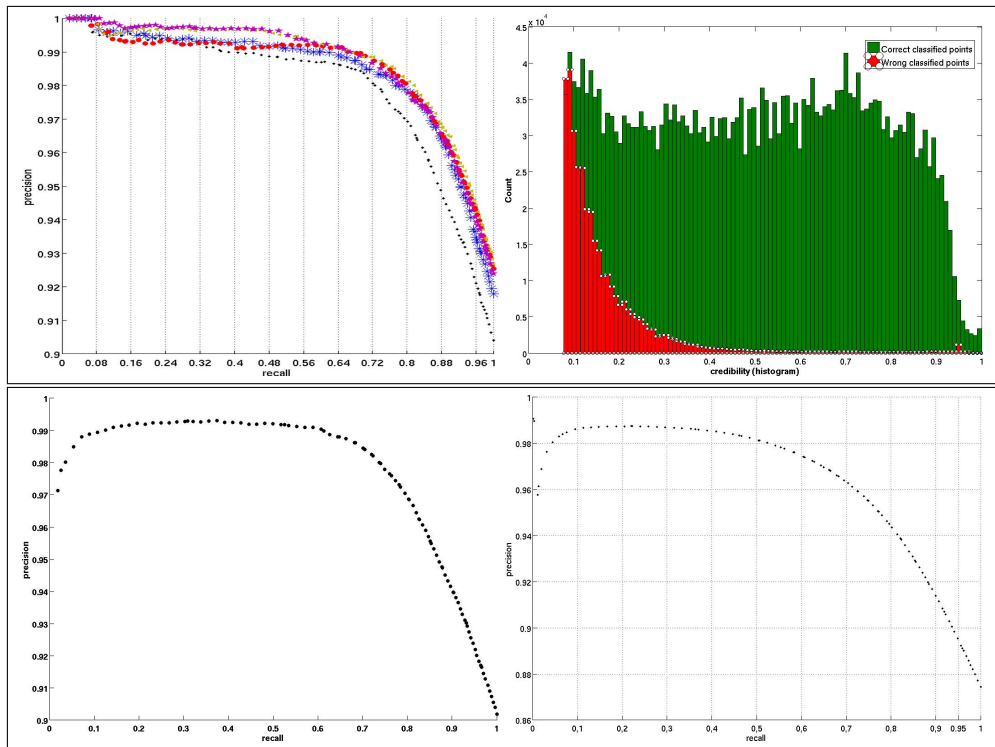 1
0.99
0.98
0.97
0.96
0.95
0.94
0.93
0.92
0.91
0.9
precision
0 0.08 0.16 0.24 0.32 0.4 0.48 0.56 0.64 0.72 0.8 0.88 0.96 1
recall
x 10⁴
4.5
4
3.5
3
2.5
2
1.5
1
0.5
0
Count
Correct classified points
Wrong classified points
0 0.1 0.2 0.3 0.4 0.5 0.6 0.7 0.8 0.9 0.95 1
credibility (histogram)
1
0.99
0.98
0.97
0.96
0.95
0.94
0.93
0.92
0.91
0.9
precision
0 0.1 0.2 0.3 0.4 0.5 0.6 0.7 0.8 0.9 1
recall
1
0.98
0.96
0.94
0.92
0.9
0.88
0.86
precision
0 0,1 0,2 0,3 0,4 0,5 0,6 0,7 0,8 0,9 0.95 1
recall